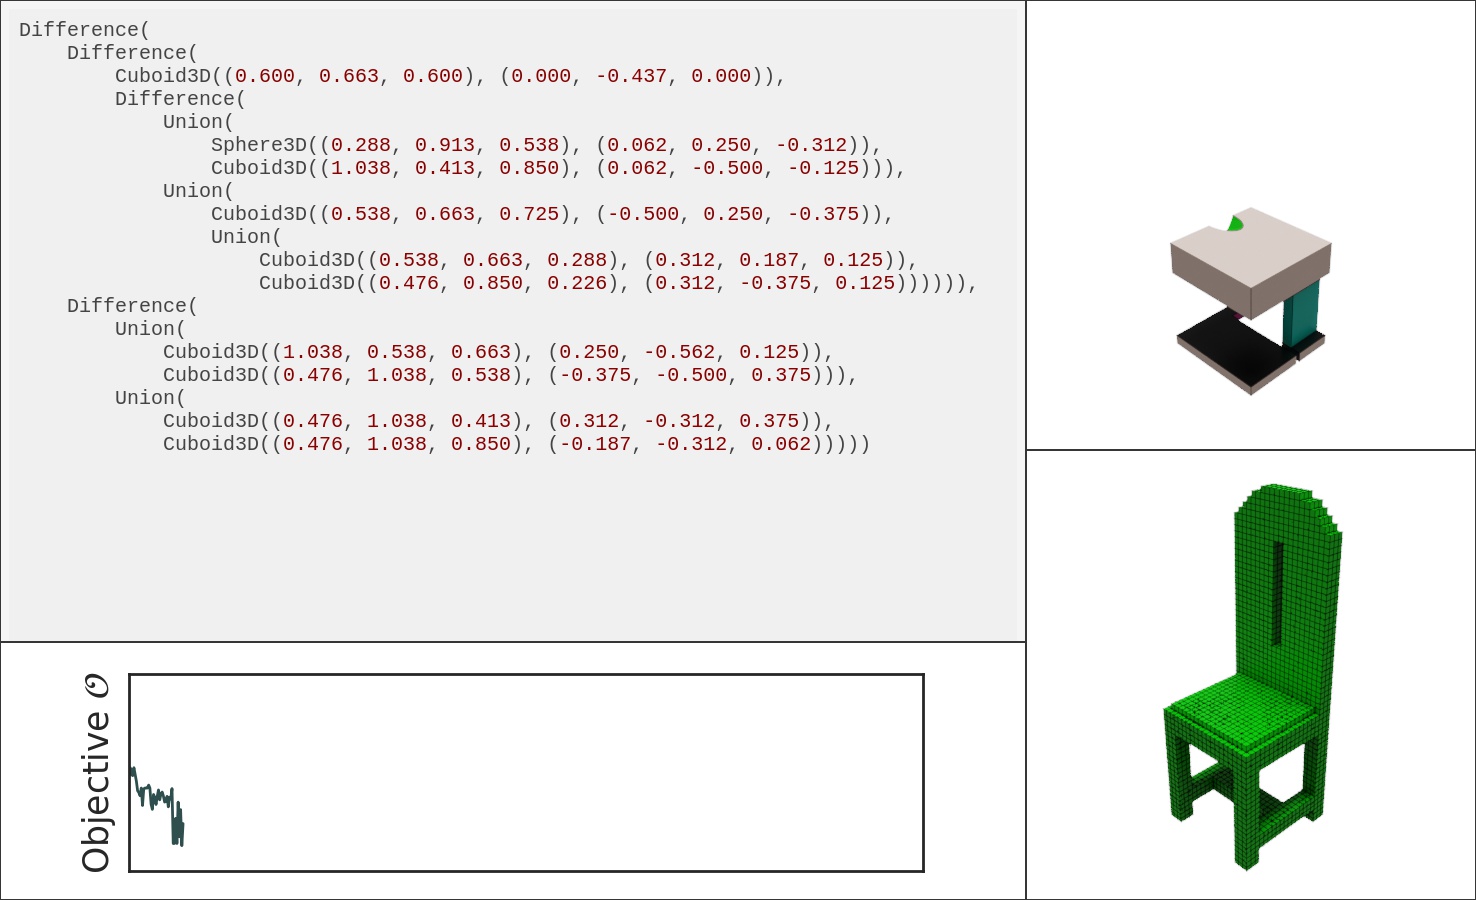 Difference(
    Difference(
        Cuboid3D((0.600, 0.663, 0.600), (0.000, -0.437, 0.000)),
        Difference(
            Union(
                Sphere3D((0.288, 0.913, 0.538), (0.062, 0.250, -0.312)),
                Cuboid3D((1.038, 0.413, 0.850), (0.062, -0.500, -0.125))),
            Union(
                Cuboid3D((0.538, 0.663, 0.725), (-0.500, 0.250, -0.375)),
                Union(
                    Cuboid3D((0.538, 0.663, 0.288), (0.312, 0.187, 0.125)),
                    Cuboid3D((0.476, 0.850, 0.226), (0.312, -0.375, 0.125)))))),
    Difference(
        Union(
            Cuboid3D((1.038, 0.538, 0.663), (0.250, -0.562, 0.125)),
            Cuboid3D((0.476, 1.038, 0.538), (-0.375, -0.500, 0.375))),
        Union(
            Cuboid3D((0.476, 1.038, 0.413), (0.312, -0.312, 0.375)),
            Cuboid3D((0.476, 1.038, 0.850), (-0.187, -0.312, 0.062)))))
Objective 𝒪